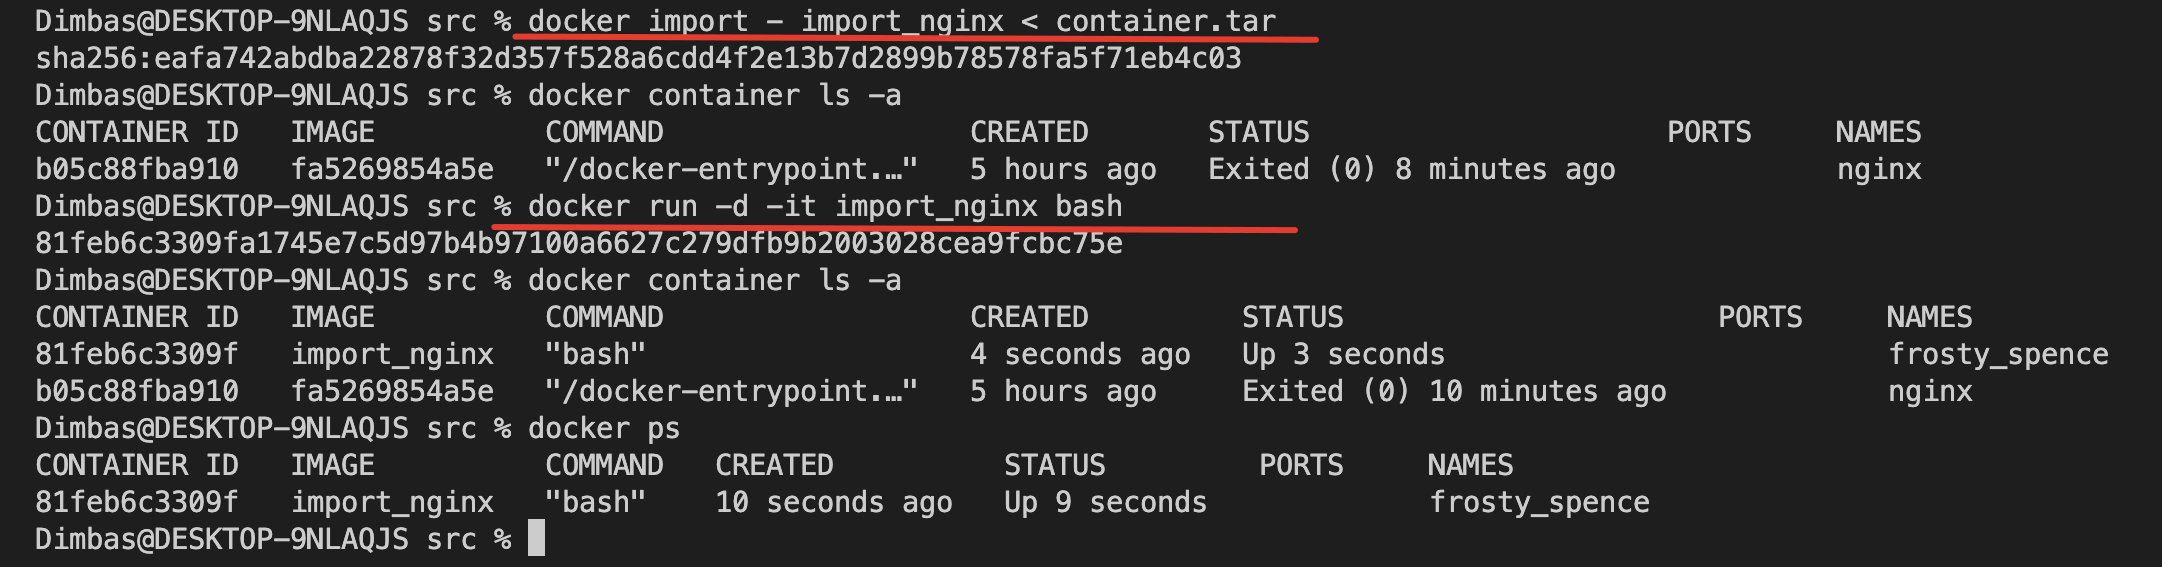 Dimbas@DESKTOP-9NLAQJS src % docker import - import_nginx < container.tar
sha256:eafa742abdba22878f32d357f528a6cdd4f2e13b7d2899b78578fa5f71eb4c03
Dimbas@DESKTOP-9NLAQJS src % docker container ls -a
CONTAINER ID   IMAGE          COMMAND                  CREATED       STATUS                     PORTS     NAMES
b05c88fba910   fa5269854a5e   "/docker-entrypoint.…"   5 hours ago   Exited (0) 8 minutes ago             nginx
Dimbas@DESKTOP-9NLAQJS src % docker run -d -it import_nginx bash
81feb6c3309fa1745e7c5d97b4b97100a6627c279dfb9b2003028cea9fcbc75e
Dimbas@DESKTOP-9NLAQJS src % docker container ls -a
CONTAINER ID   IMAGE          COMMAND                  CREATED         STATUS                      PORTS     NAMES
81feb6c3309f   import_nginx   "bash"                   4 seconds ago   Up 3 seconds                          frosty_spence
b05c88fba910   fa5269854a5e   "/docker-entrypoint.…"   5 hours ago     Exited (0) 10 minutes ago             nginx
Dimbas@DESKTOP-9NLAQJS src % docker ps
CONTAINER ID   IMAGE          COMMAND   CREATED          STATUS         PORTS     NAMES
81feb6c3309f   import_nginx   "bash"    10 seconds ago   Up 9 seconds             frosty_spence
Dimbas@DESKTOP-9NLAQJS src %